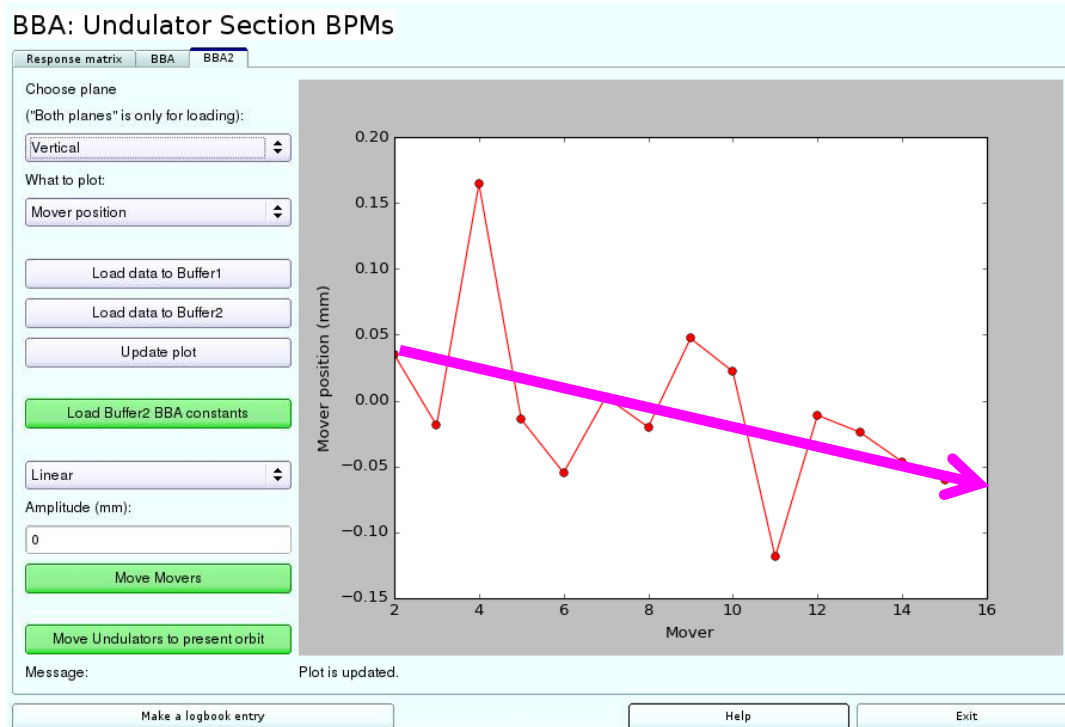 BBA: Undulator Section BPMs
Response matrix BBA BBA2
Choose plane
("Both planes" is only for loading):
Vertical
What to plot:
Mover position
Load data to Buffer1
Load data to Buffer2
Update plot
Load Buffer2 BBA constants
Linear
Amplitude (mm):
0
Move Movers
Move Undulators to present orbit
Message:
0.20
0.15
0.10
0.05
0.00
−0.05
−0.10
−0.15
Mover position (mm)
2 4 6 8 10 12 14 16
Mover
Plot is updated.
Make a logbook entry Help Exit